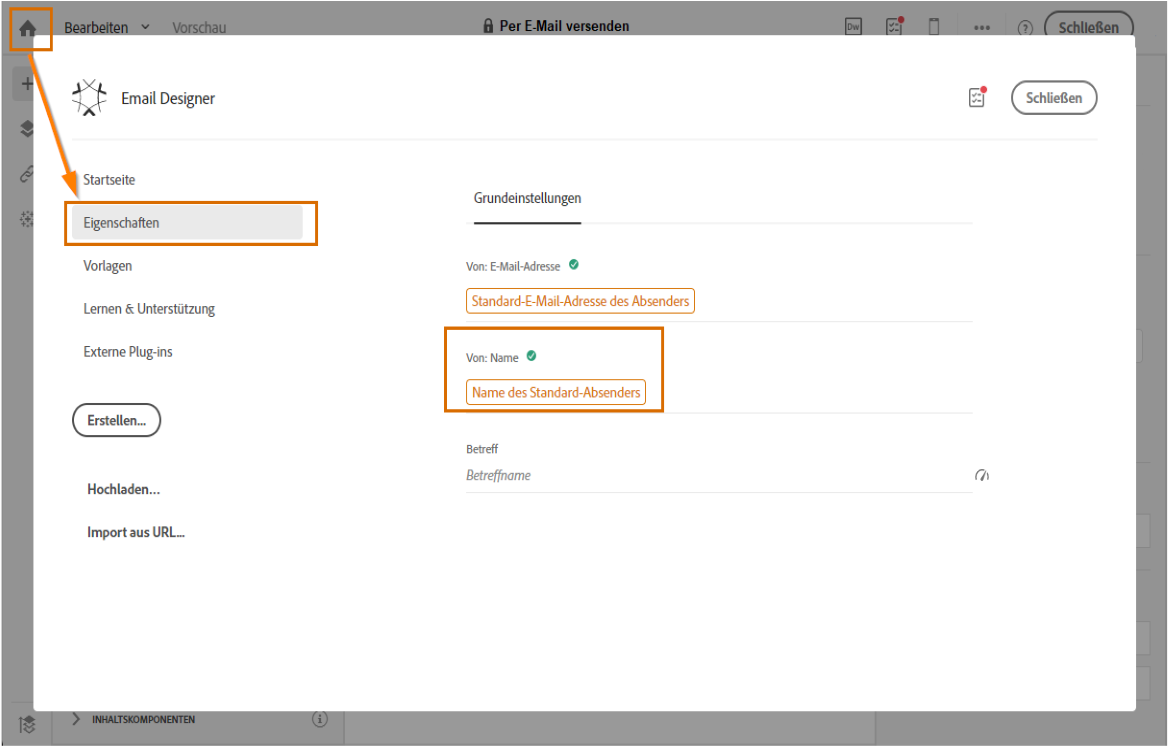 Bearbeiten
Vorschau
Per E-Mail versenden
Dw
Schließen
Email Designer
Schließen
Startseite
Eigenschaften
Vorlagen
Lernen & Unterstützung
Externe Plug-ins
Erstellen...
Hochladen...
Import aus URL...
Grundeinstellungen
Von: E-Mail-Adresse
Standard-E-Mail-Adresse des Absenders
Von: Name
Name des Standard-Absenders
Betreff
Betreffname
INHALTSKOMPONENTEN